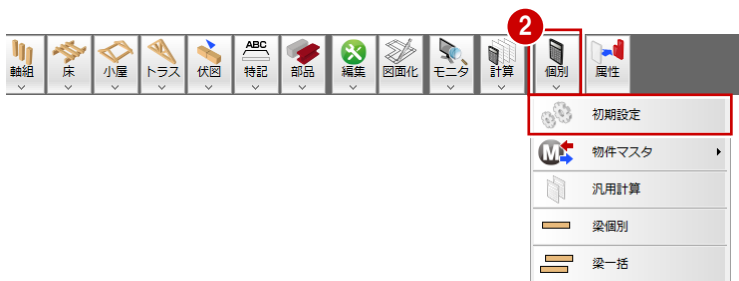 2
軸組 床 小屋 トラス 伏図 ABC 特記 部品 編集 図面化 モニタ 計算 個別 属性
初期設定
M 物件マスタ
汎用計算
梁個別
梁一括